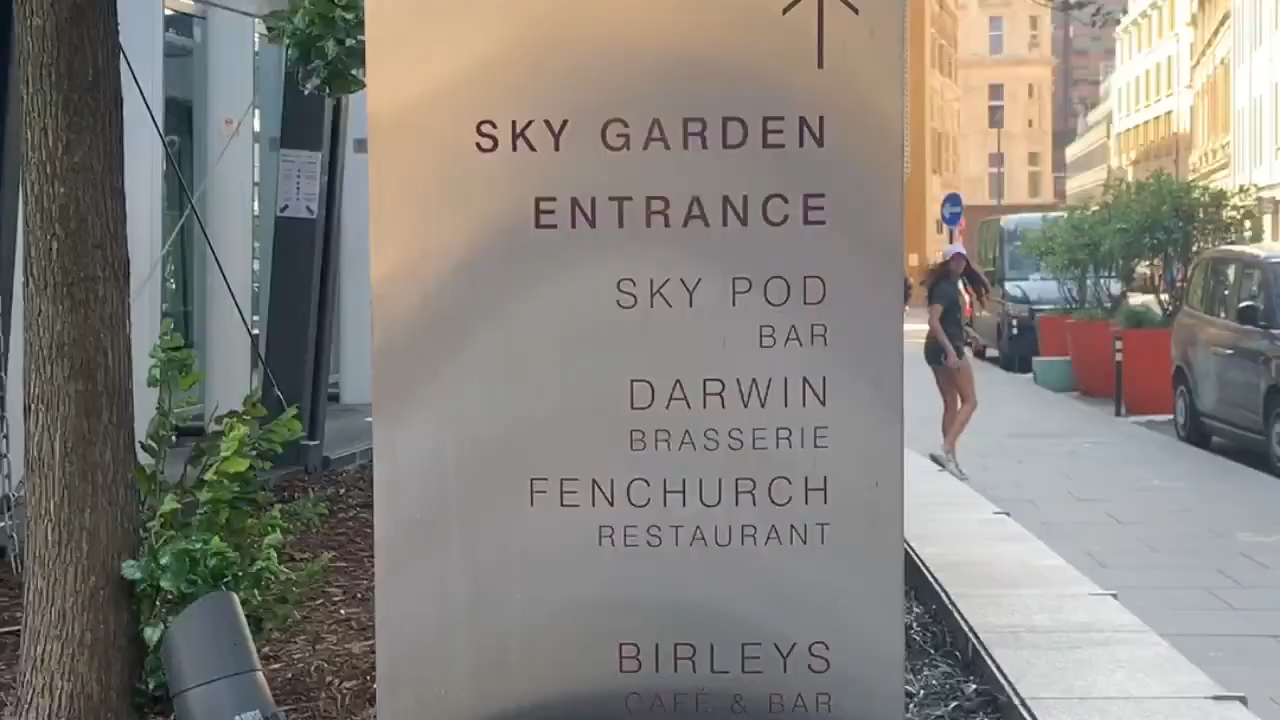 SKY GARDEN
ENTRANCE
SKY POD
BAR
DARWIN
BRASSERIE
FENCHURCH
RESTAURANT
BIRLEYS
CAFÉ & BAR